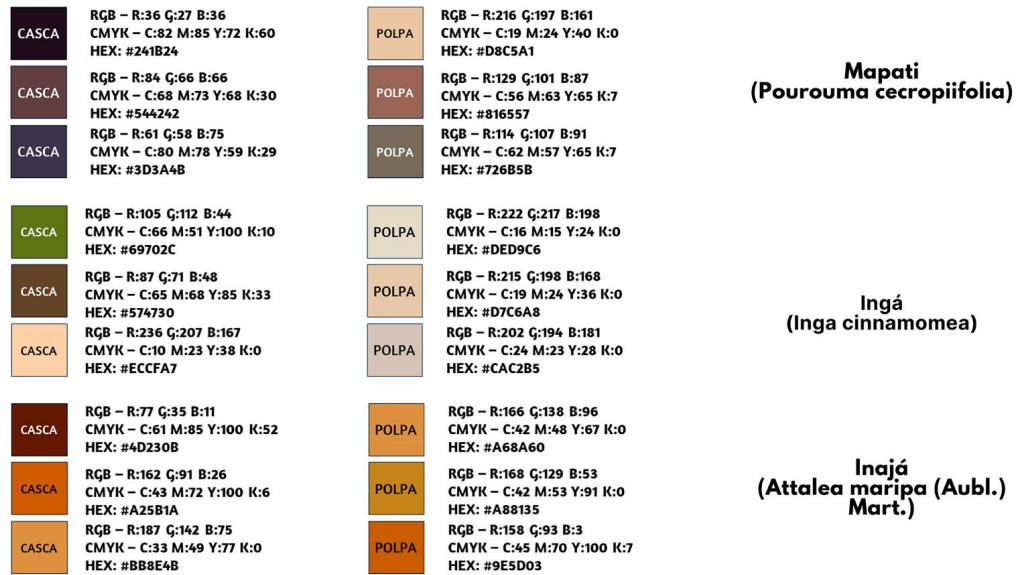 CASCA
RGB – R:36 G:27 B:36
CMYK – C:82 M:85 Y:72 K:60
HEX: #241B24
POLPA
RGB – R:216 G:197 B:161
CMYK – C:19 M:24 Y:40 K:0
HEX: #D8C5A1
CASCA
RGB – R:84 G:66 B:66
CMYK – C:68 M:73 Y:68 K:30
HEX: #544242
POLPA
RGB – R:129 G:101 B:87
CMYK – C:56 M:63 Y:65 K:7
HEX: #816557
CASCA
RGB – R:61 G:58 B:75
CMYK – C:80 M:78 Y:59 K:29
HEX: #3D3A4B
POLPA
RGB – R:114 G:107 B:91
CMYK – C:62 M:57 Y:65 K:7
HEX: #726B5B
Mapati
(Pourouma cecropiifolia)
CASCA
RGB – R:105 G:112 B:44
CMYK – C:66 M:51 Y:100 K:10
HEX: #69702C
POLPA
RGB – R:222 G:217 B:198
CMYK – C:16 M:15 Y:24 K:0
HEX: #DED9C6
CASCA
RGB – R:87 G:71 B:48
CMYK – C:65 M:68 Y:85 K:33
HEX: #574730
POLPA
RGB – R:215 G:198 B:168
CMYK – C:19 M:24 Y:36 K:0
HEX: #D7C6A8
CASCA
RGB – R:236 G:207 B:167
CMYK – C:10 M:23 Y:38 K:0
HEX: #ECCFA7
POLPA
RGB – R:202 G:194 B:181
CMYK – C:24 M:23 Y:28 K:0
HEX: #CAC2B5
Ingá
(Inga cinnamomea)
CASCA
RGB – R:77 G:35 B:11
CMYK – C:61 M:85 Y:100 K:52
HEX: #4D230B
POLPA
RGB – R:166 G:138 B:96
CMYK – C:42 M:48 Y:67 K:0
HEX: #A68A60
CASCA
RGB – R:162 G:91 B:26
CMYK – C:43 M:72 Y:100 K:6
HEX: #A25B1A
POLPA
RGB – R:168 G:129 B:53
CMYK – C:42 M:53 Y:91 K:0
HEX: #A88135
CASCA
RGB – R:187 G:142 B:75
CMYK – C:33 M:49 Y:77 K:0
HEX: #BB8E4B
POLPA
RGB – R:158 G:93 B:3
CMYK – C:45 M:70 Y:100 K:7
HEX: #9E5D03
Inajá
(Attalea maripa (Aubl.)
Mart.)